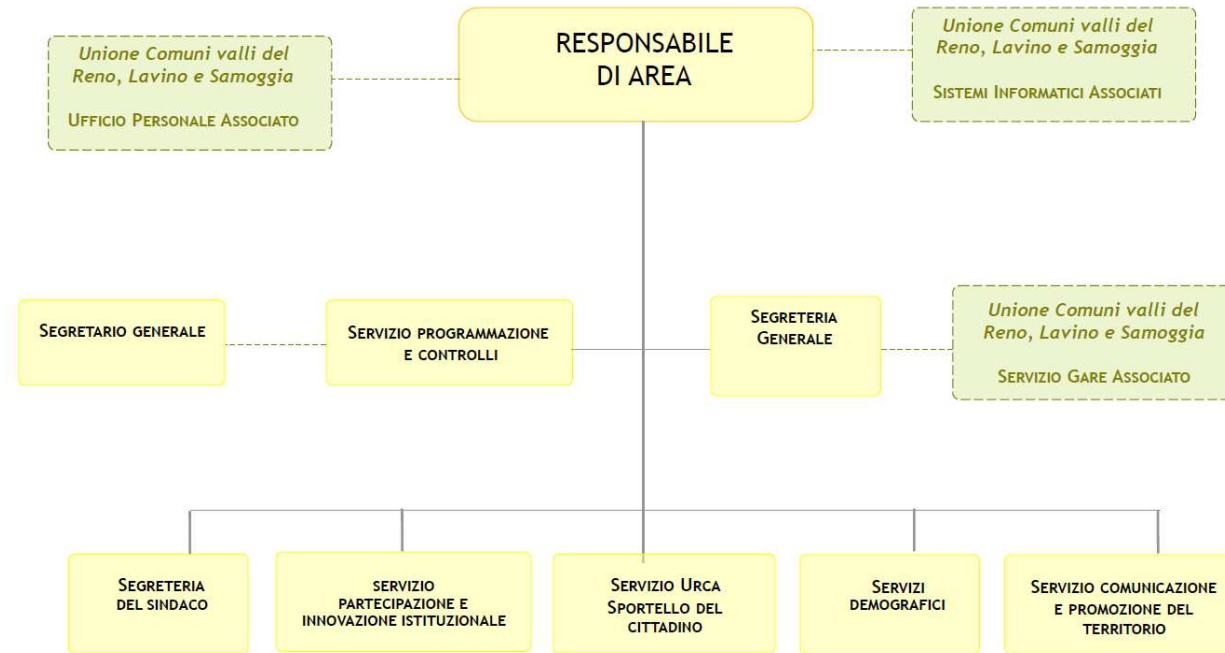 Unione Comuni valli del
Reno, Lavino e Samoggia
UFFICIO PERSONALE ASSOCIATO
RESPONSABILE
DI AREA
Unione Comuni valli del
Reno, Lavino e Samoggia
SISTEMI INFORMATICI ASSOCIATI
SEGRETARIO GENERALE
SERVIZIO PROGRAMMAZIONE
E CONTROLLI
SEGRETERIA
GENERALE
Unione Comuni valli del
Reno, Lavino e Samoggia
SERVIZIO GARE ASSOCIATO
SEGRETERIA
DEL SINDACO
SERVIZIO
PARTECIPAZIONE E
INNOVAZIONE ISTITUZIONALE
SERVIZIO URCA
SPORTELLO DEL
CITTADINO
SERVIZI
DEMOGRAFICI
SERVIZIO COMUNICAZIONE
E PROMOZIONE DEL
TERRITORIO